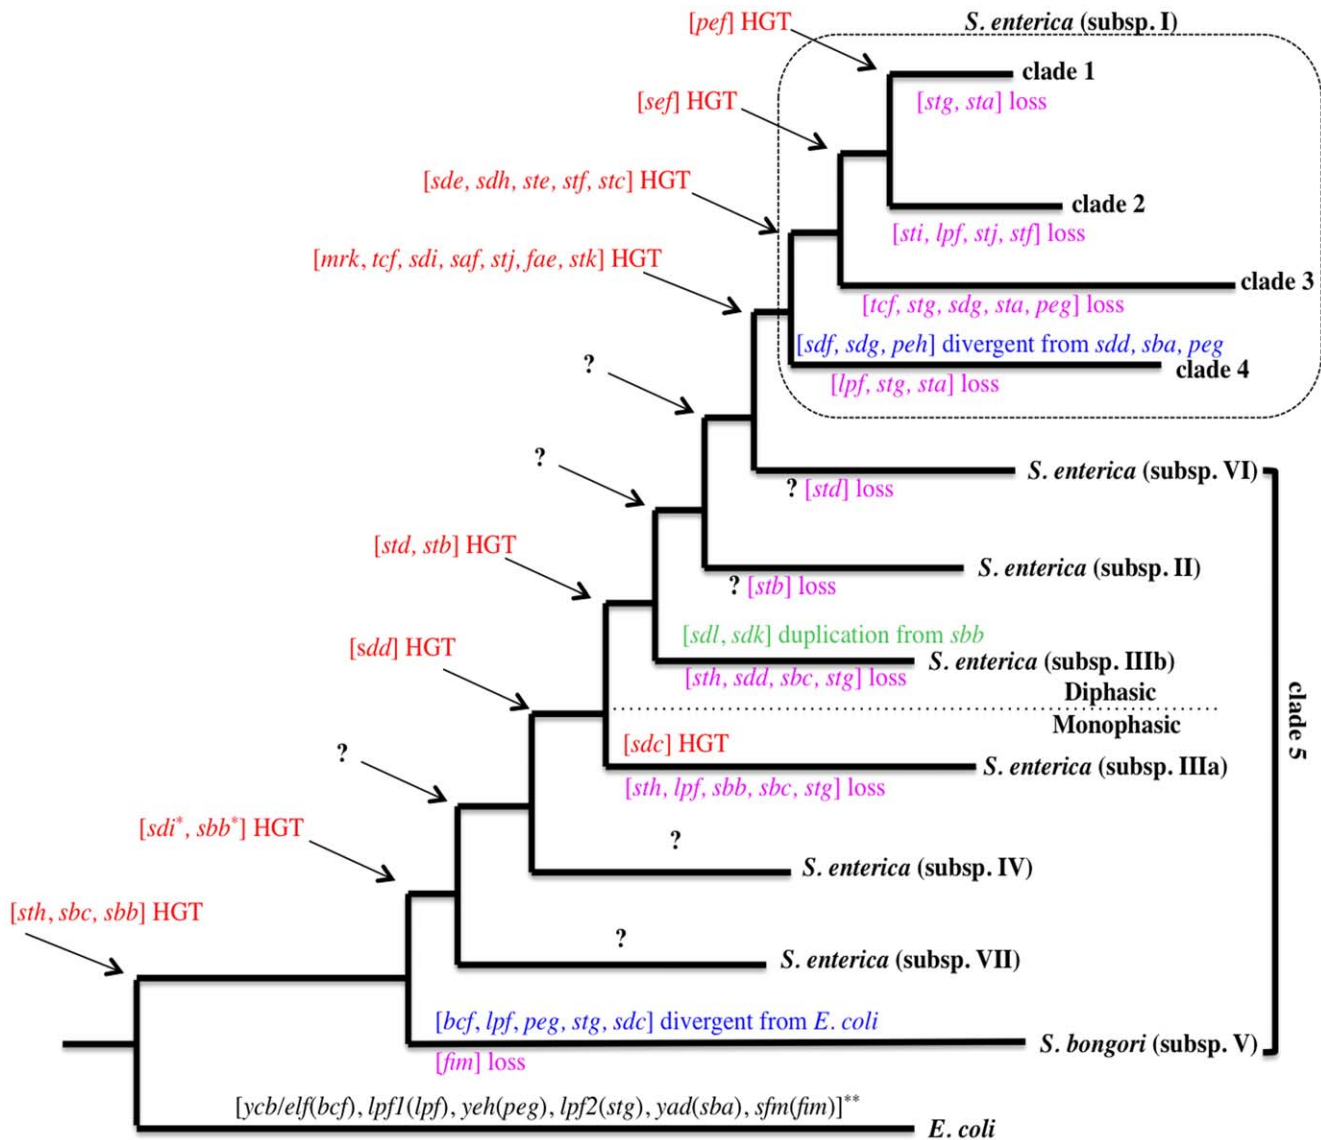 [pef] HGT
S. enterica (subsp. I)
clade 1
[stg, sta] loss
[sef] HGT
[sde, sdh, ste, stf, stc] HGT
clade 2
[sti, lpf, stj, stf] loss
[mrk, tcf, sdi, saf, stj, fae, stk] HGT
clade 3
[tcf, stg, sdg, sta, peg] loss
[sdf, sdg, peh] divergent from sdd, sba, peg
clade 4
[lpf, stg, sta] loss
?
?
S. enterica (subsp. VI)
? [std] loss
[std, stb] HGT
S. enterica (subsp. II)
? [stb] loss
[sdl, sdk] duplication from sbb
[sdd] HGT
S. enterica (subsp. IIIb)
[sth, sdd, sbc, stg] loss
Diphasic
Monophasic
clade 5
[sdc] HGT
?
S. enterica (subsp. IIIa)
[sth, lpf, sbb, sbc, stg] loss
[sdi*, sbb*] HGT
?
S. enterica (subsp. IV)
[sth, sbc, sbb] HGT
?
S. enterica (subsp. VII)
[bcf, lpf, peg, stg, sdc] divergent from E. coli
S. bongori (subsp. V)
[fim] loss
[ycb/elf(bcf), lpf1(lpf), yeh(peg), lpf2(stg), yad(sba), sfm(fim)]**
E. coli